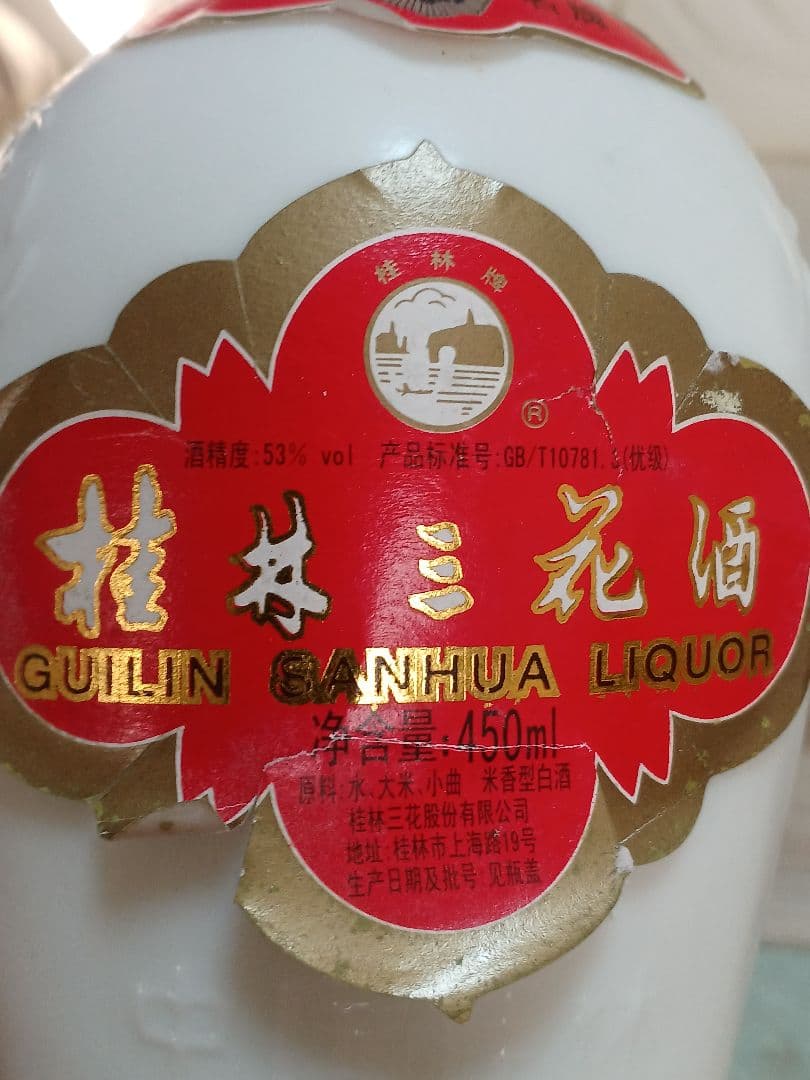 桂林牌
®
酒精度:53% vol 产品标准号:GB/T10781.3(优级)
桂林三花酒
GUILIN SANHUA LIQUOR
净含量:450ml
原料:水、大米、小曲 米香型白酒
桂林三花股份有限公司
地址:桂林市上海路19号
生产日期及批号:见瓶盖